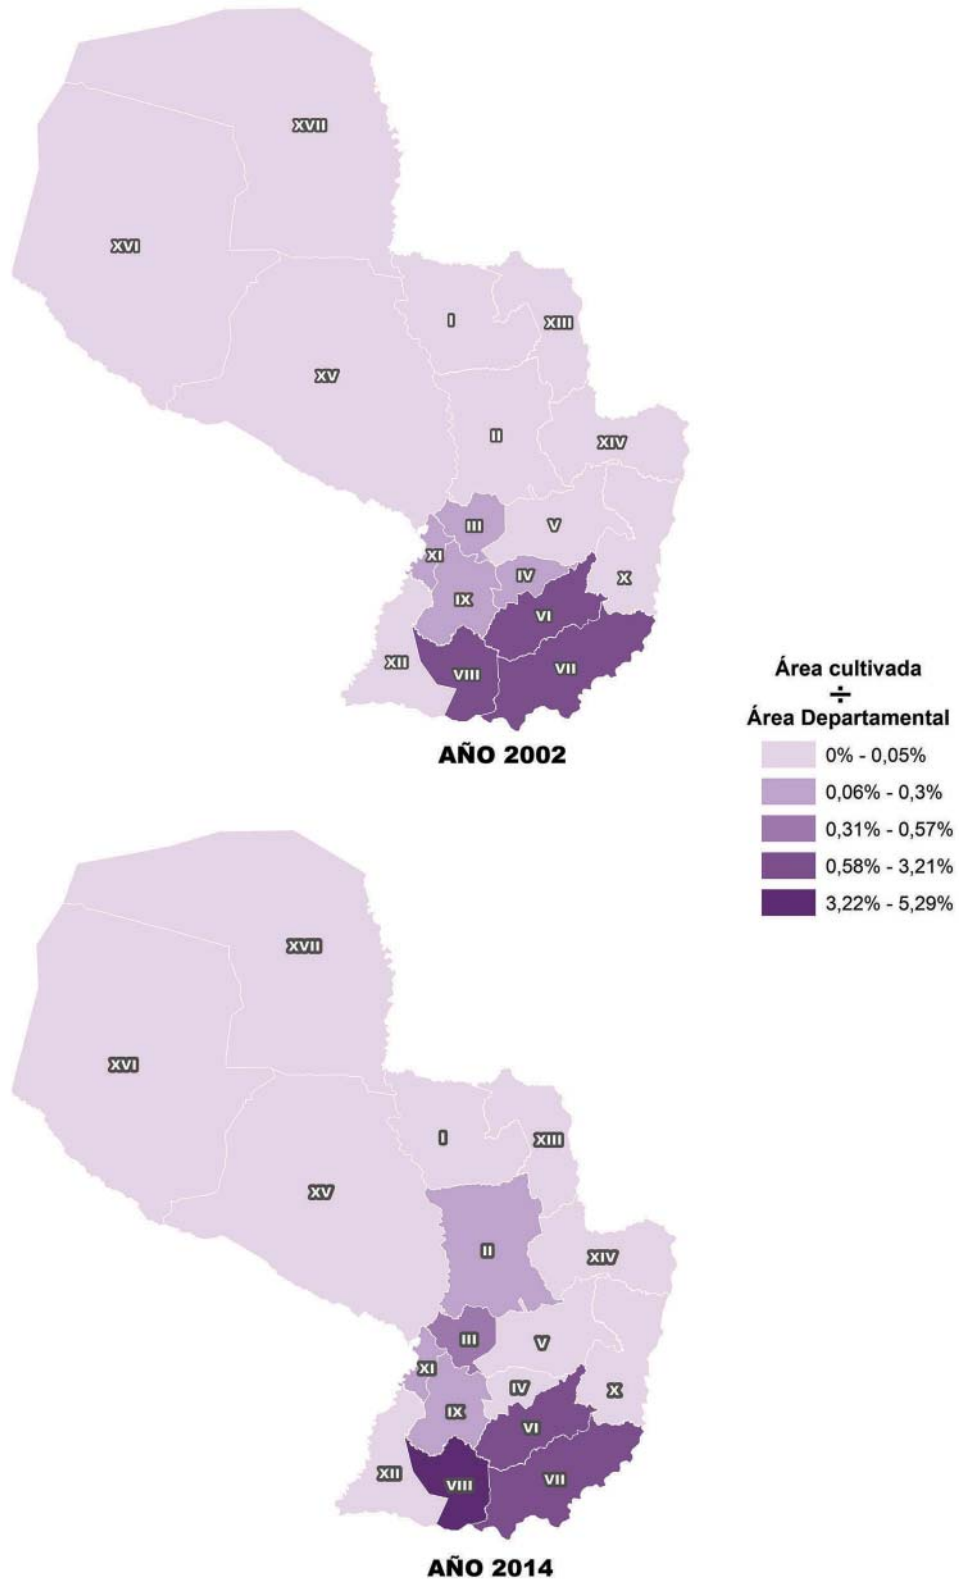 XVII
XVI
I
XIII
XV
II
XIV
III
V
XI
IV
X
IX
VI
XII
VIII
VII
AÑO 2002
Área cultivada
÷
Área Departamental
0% - 0,05%
0,06% - 0,3%
0,31% - 0,57%
0,58% - 3,21%
3,22% - 5,29%
XVII
XVI
I
XIII
XV
II
XIV
III
V
XI
IV
X
IX
VI
XII
VIII
VII
AÑO 2014